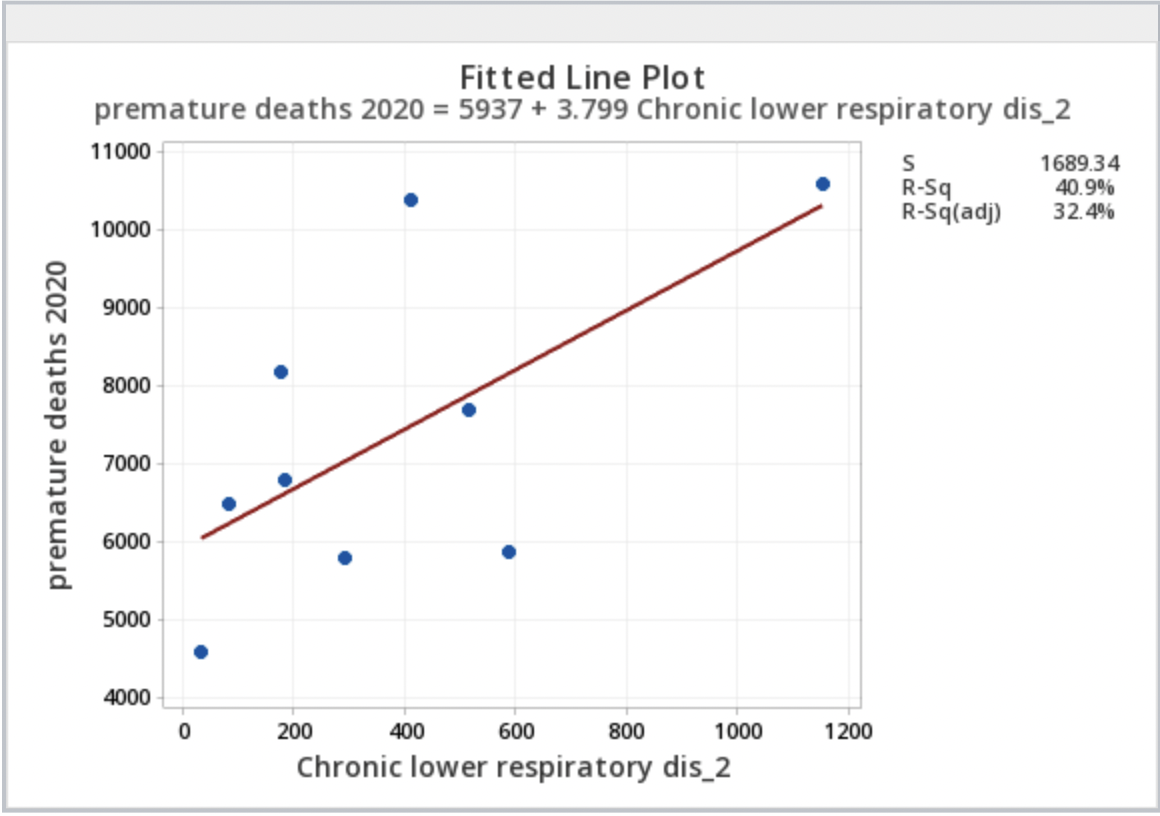 Fitted Line Plot
premature deaths 2020 = 5937 + 3.799 Chronic lower respiratory dis_2
S 1689.34
R-Sq 40.9%
R-Sq(adj) 32.4%
premature deaths 2020
11000
10000
9000
8000
7000
6000
5000
4000
0 200 400 600 800 1000 1200
Chronic lower respiratory dis_2